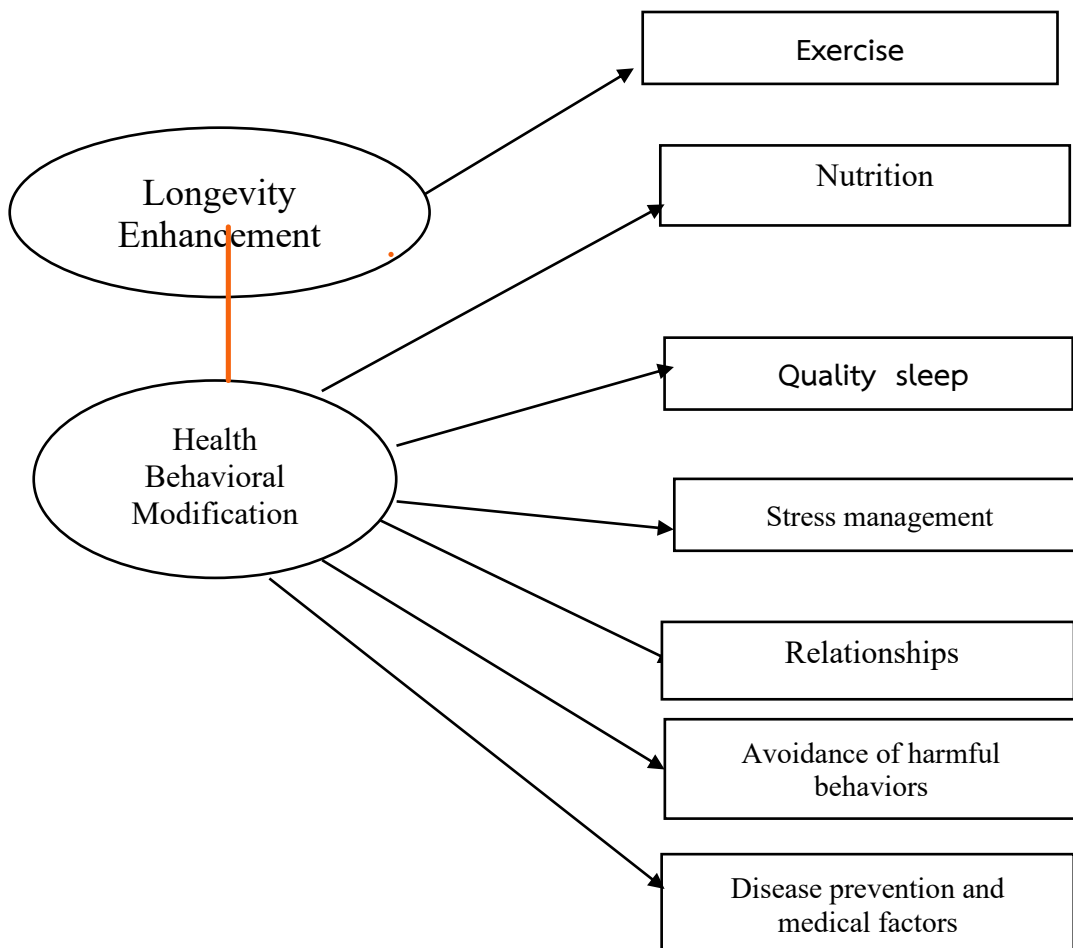 Exercise
Longevity
Enhancement
Nutrition
Quality sleep
Health
Behavioral
Modification
Stress management
Relationships
Avoidance of harmful
behaviors
Disease prevention and
medical factors